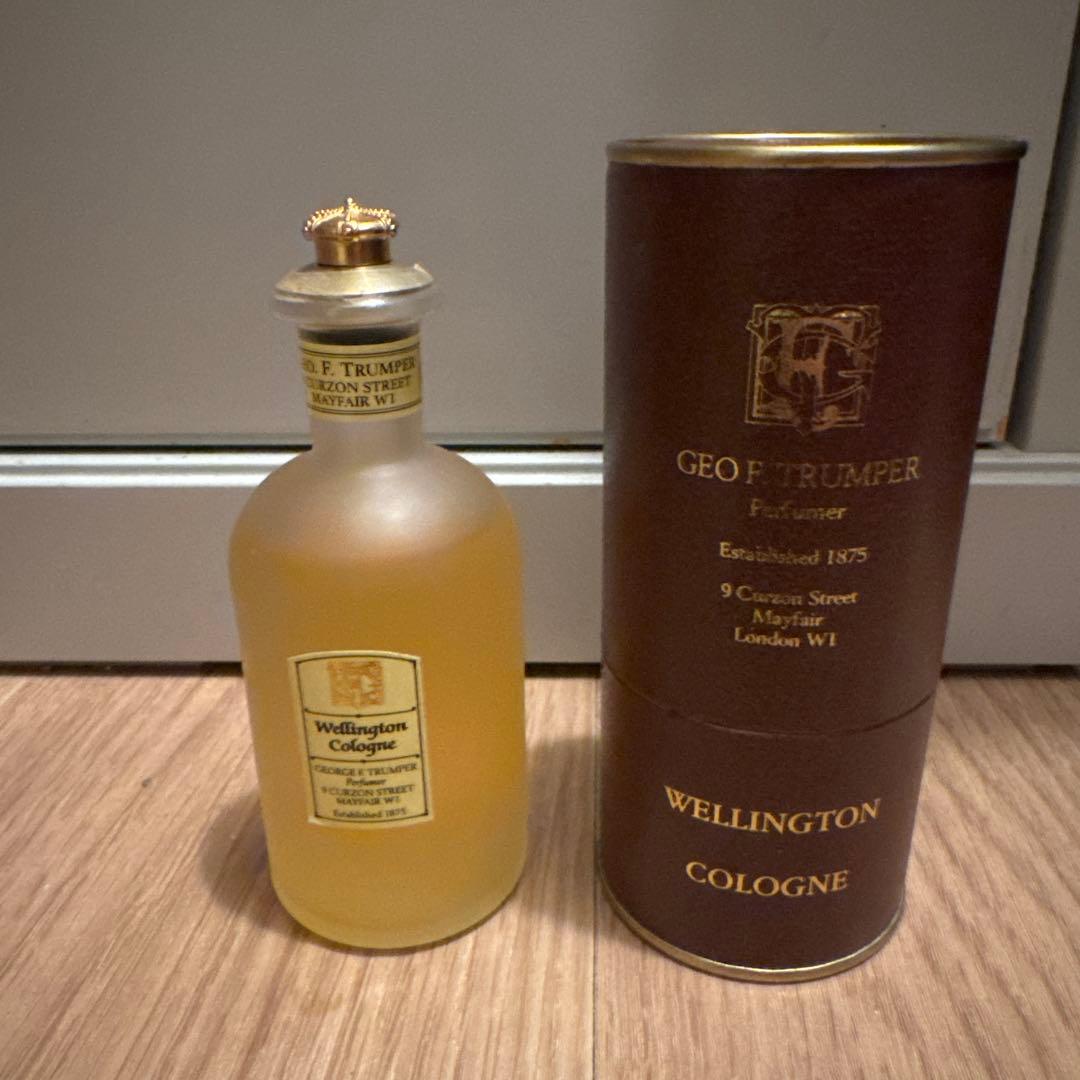 O. F. TRUMPER
CURZON STREET
MAYFAIR W1
Wellington
Cologne
GEORGE F. TRUMPER
Perfumer
9 CURZON STREET
MAYFAIR W1.
Established 1875
GEO F. TRUMPER
Perfumer
Established 1875
9 Curzon Street
Mayfair
London W1
WELLINGTON
COLOGNE